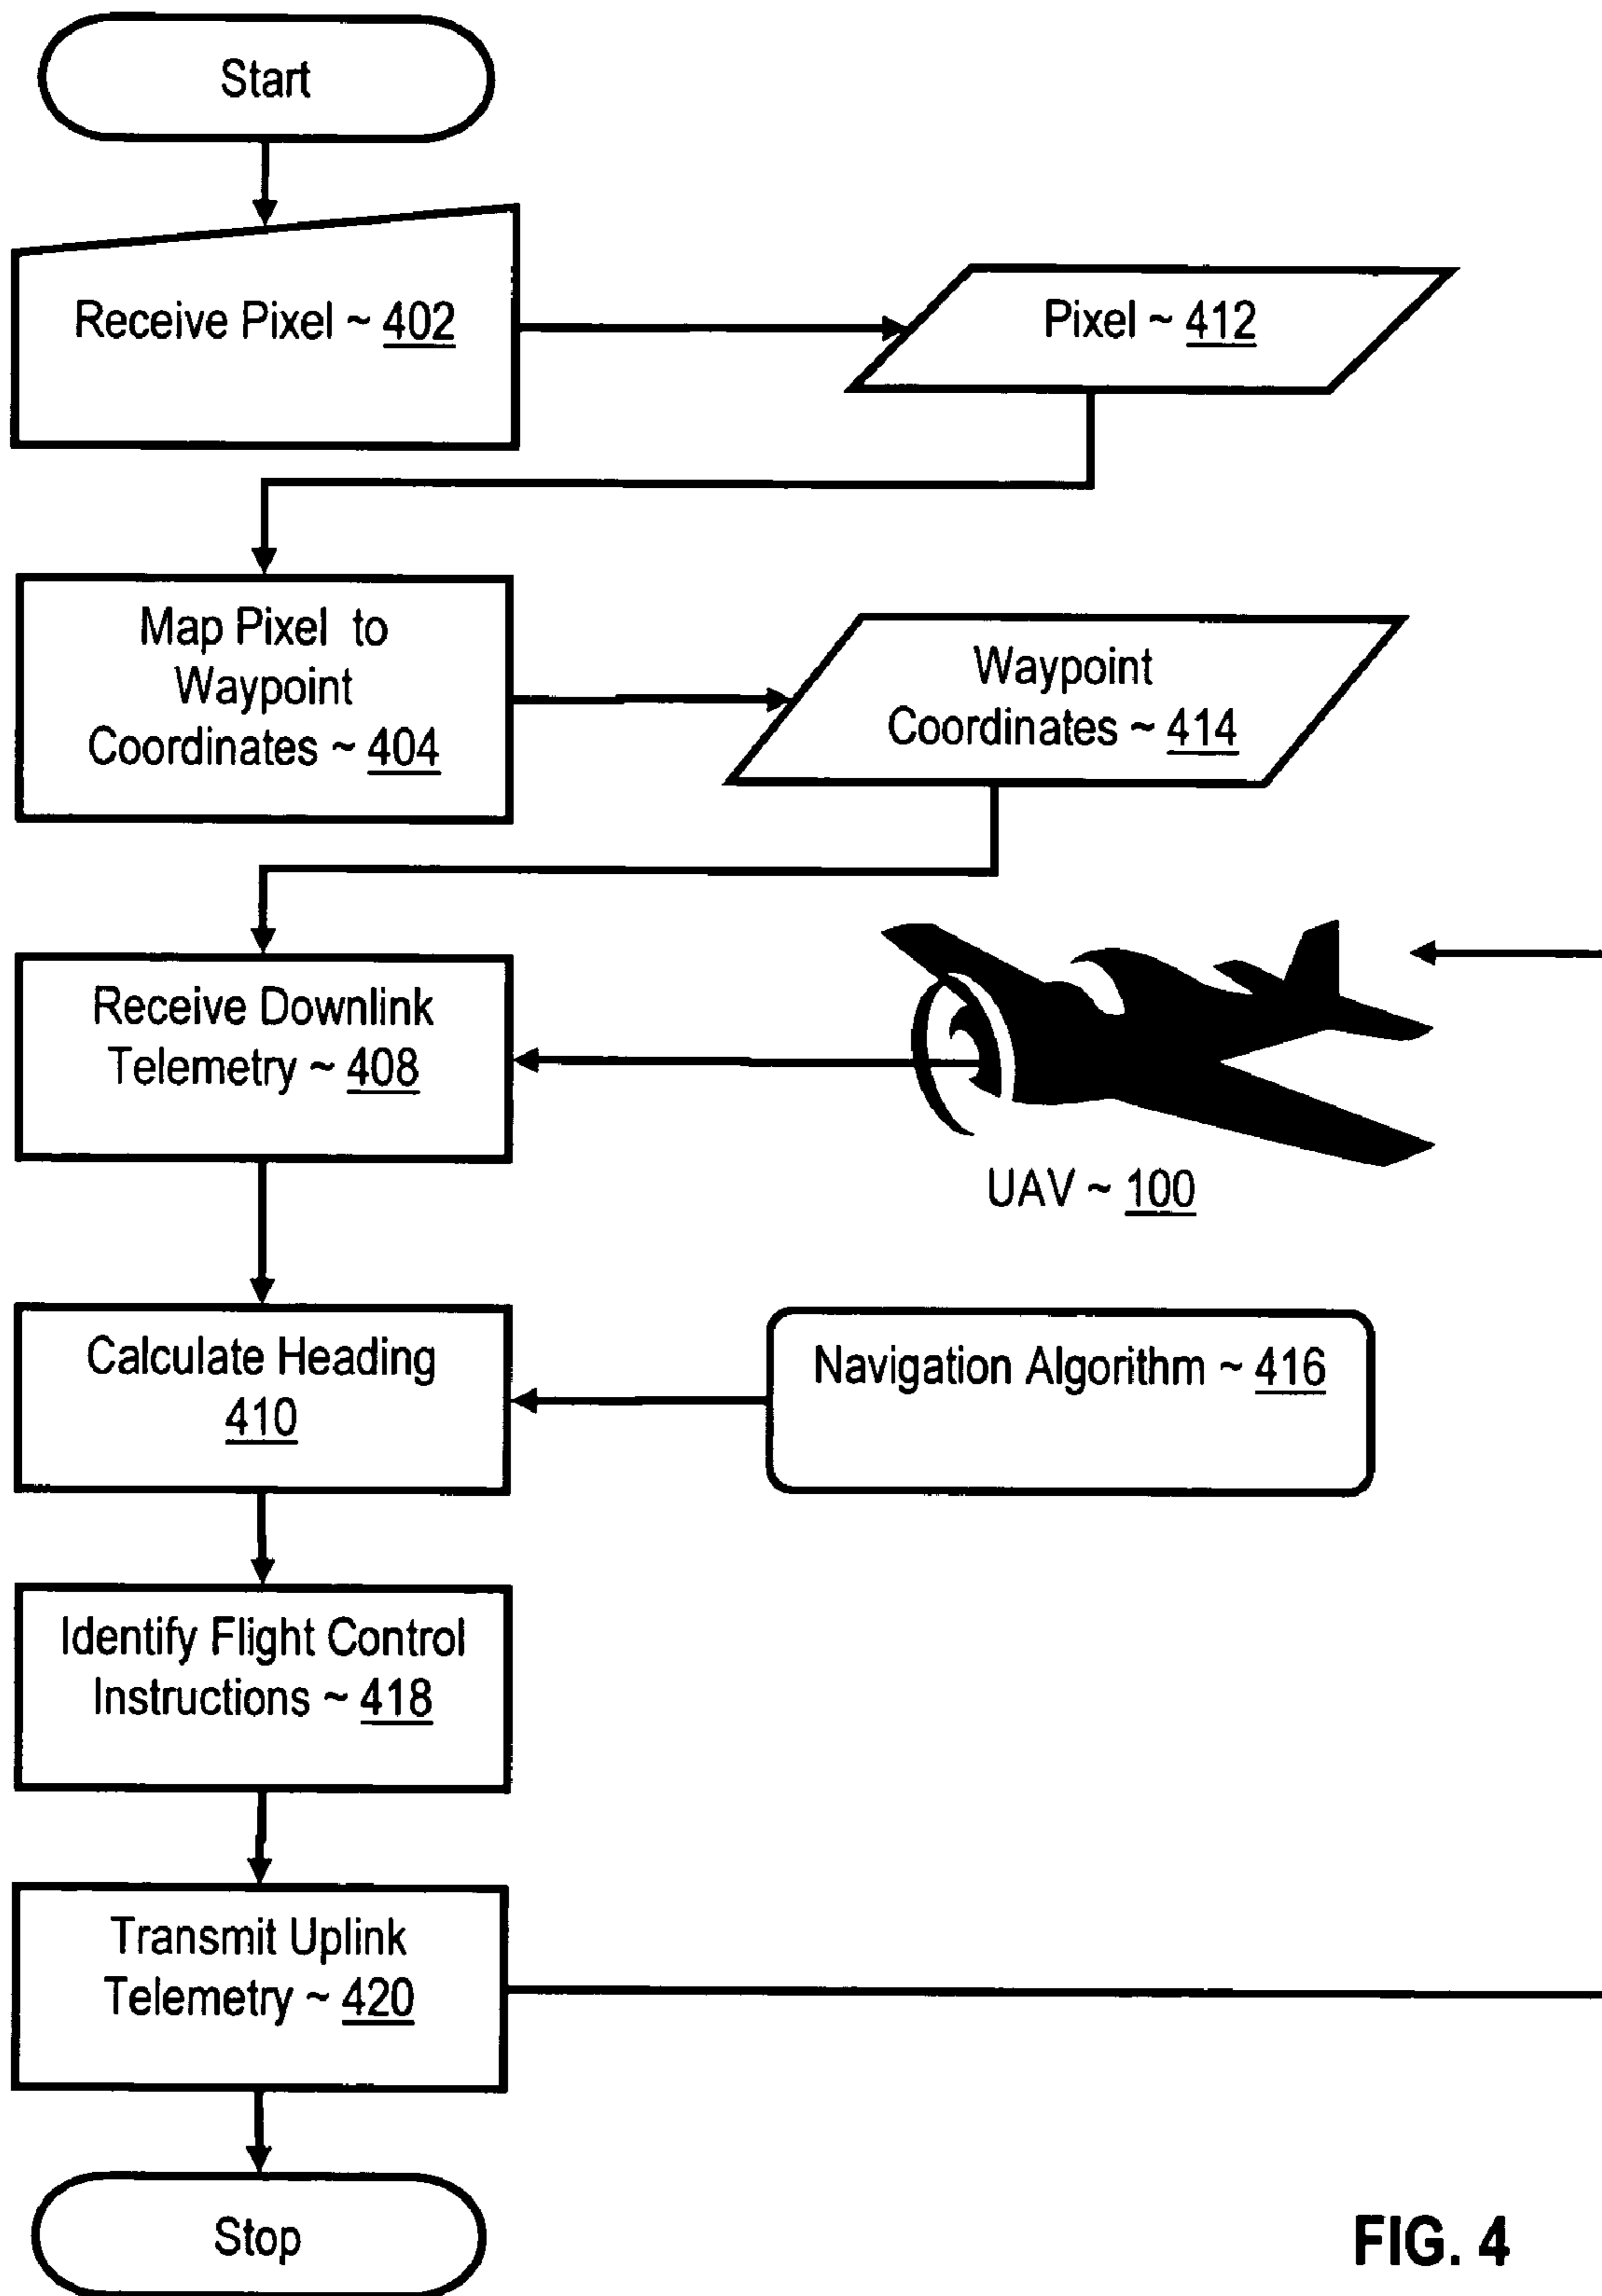 Start
Receive Pixel ~ 402
Pixel ~ 412
Map Pixel to
Waypoint
Coordinates ~ 404
Waypoint
Coordinates ~ 414
Receive Downlink
Telemetry ~ 408
UAV ~ 100
Calculate Heading
410
Navigation Algorithm ~ 416
Identify Flight Control
Instructions ~ 418
Transmit Uplink
Telemetry ~ 420
Stop
FIG. 4